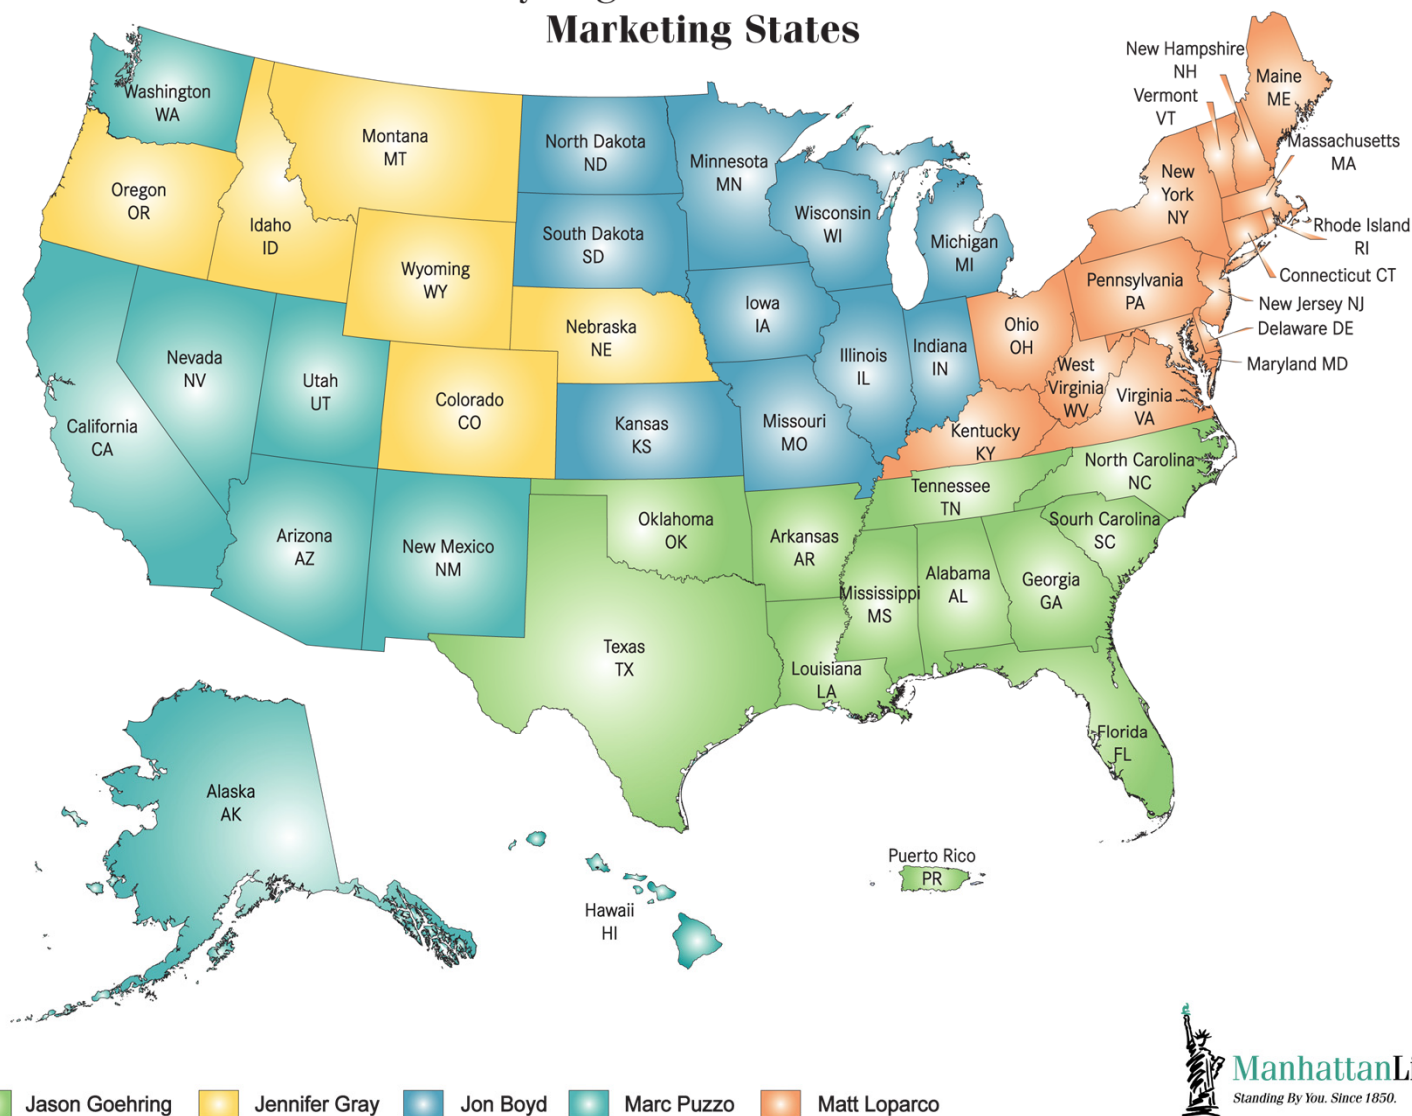 Marketing States
New Hampshire
NH
Vermont
VT
Maine
ME
Massachusetts
MA
Rhode Island
RI
Connecticut CT
New Jersey NJ
Delaware DE
Maryland MD
Washington
WA
Oregon
OR
Idaho
ID
Montana
MT
Wyoming
WY
North Dakota
ND
South Dakota
SD
Nebraska
NE
Minnesota
MN
Wisconsin
WI
Michigan
MI
Iowa
IA
Illinois
IL
Indiana
IN
Ohio
OH
New
York
NY
Pennsylvania
PA
West
Virginia
WV
Virginia
VA
Kentucky
KY
California
CA
Nevada
NV
Utah
UT
Colorado
CO
Kansas
KS
Missouri
MO
Arizona
AZ
New Mexico
NM
Oklahoma
OK
Arkansas
AR
Tennessee
TN
North Carolina
NC
Sourh Carolina
SC
Texas
TX
Louisiana
LA
Mississippi
MS
Alabama
AL
Georgia
GA
Florida
FL
Alaska
AK
Hawaii
HI
Puerto Rico
PR
Jason Goehring
Jennifer Gray
Jon Boyd
Marc Puzzo
Matt Loparco
ManhattanLi
Standing By You. Since 1850.